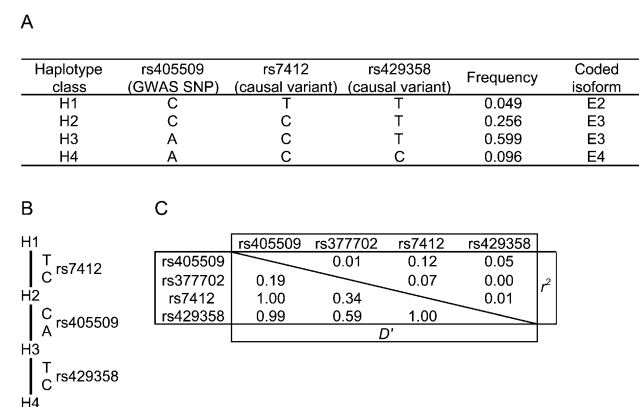 A
Haplotype class rs405509 (GWAS SNP) rs7412 (causal variant) rs429358 (causal variant) Frequency Coded isoform
H1 C T T 0.049 E2
H2 C C T 0.256 E3
H3 A C T 0.599 E3
H4 A C C 0.096 E4
B
H1
T
C rs7412
H2
C
A rs405509
H3
T
C rs429358
H4
C
rs405509 rs377702 rs7412 rs429358
rs405509 0.01 0.12 0.05
rs377702 0.19 0.07 0.00
rs7412 1.00 0.34 0.01
rs429358 0.99 0.59 1.00
r²
D'